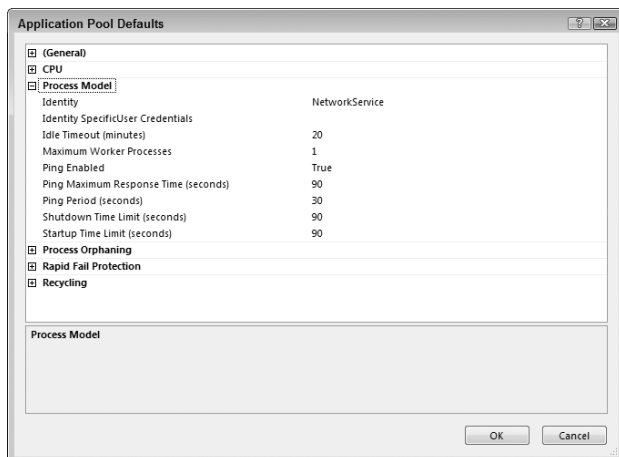 Application Pool Defaults
(General)
CPU
Process Model
Identity NetworkService
Identity SpecificUser Credentials
Idle Timeout (minutes) 20
Maximum Worker Processes 1
Ping Enabled True
Ping Maximum Response Time (seconds) 90
Ping Period (seconds) 30
Shutdown Time Limit (seconds) 90
Startup Time Limit (seconds) 90
Process Orphaning
Rapid Fail Protection
Recycling
Process Model
OK Cancel